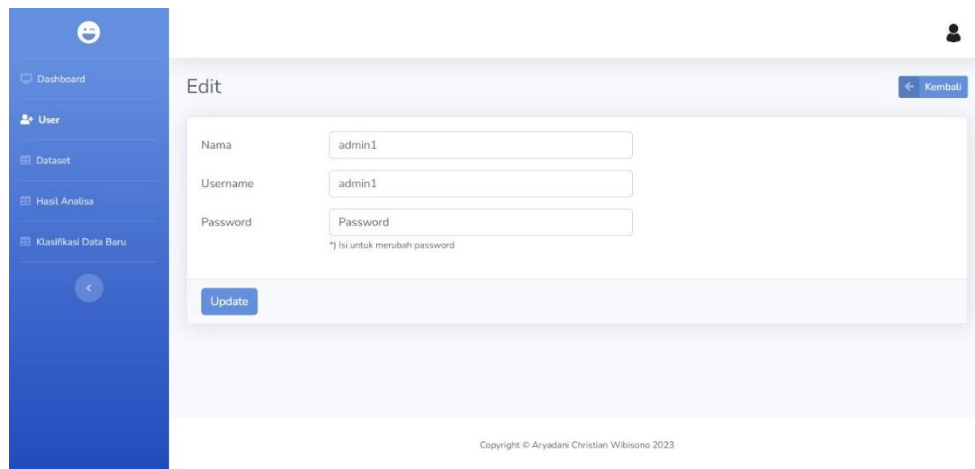 Dashboard
User
Dataset
Hasil Analisa
Klasifikasi Data Baru
Edit
Kembali
Nama
admin1
Username
admin1
Password
Password
*) Isi untuk merubah password
Update
Copyright © Aryadani Christian Wibisono 2023